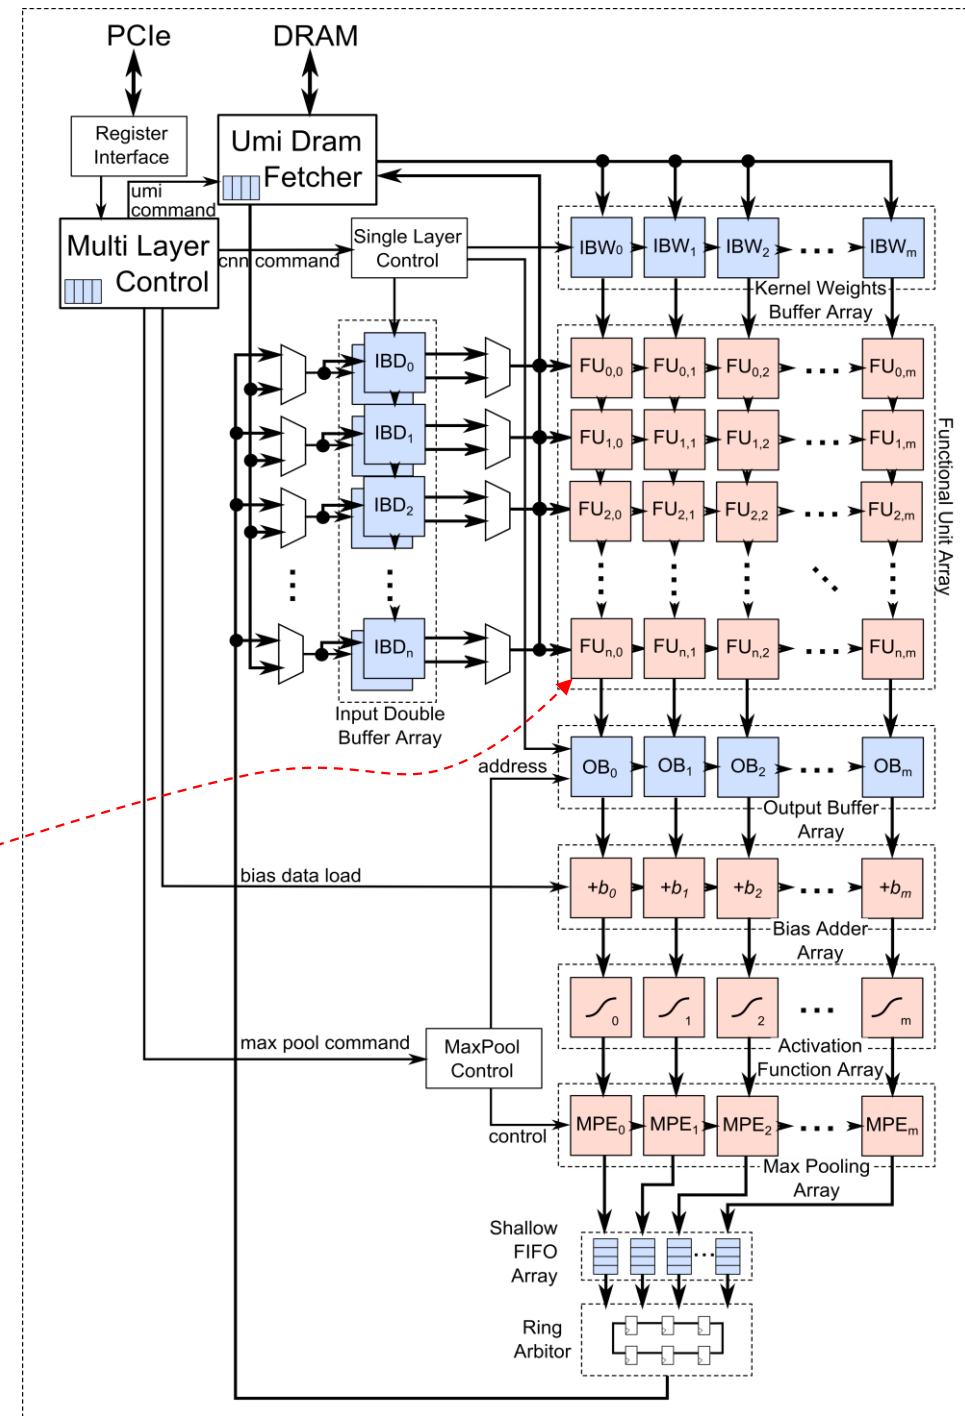 PCIe
DRAM
Register
Interface
Umi Dram
Fetcher
umi
command
Multi Layer
Control
cnn command
Single Layer
Control
IBW0
IBW1
IBW2
IBWm
Kernel Weights
Buffer Array
IBD0
IBD1
IBD2
IBDn
Input Double
Buffer Array
FU0,0
FU0,1
FU0,2
FU0,m
FU1,0
FU1,1
FU1,2
FU1,m
FU2,0
FU2,1
FU2,2
FU2,m
FUn,0
FUn,1
FUn,2
FUn,m
Functional Unit Array
address
OB0
OB1
OB2
OBm
Output Buffer
Array
bias data load
+b0
+b1
+b2
+bm
Bias Adder
Array
0
1
2
m
Activation
Function Array
max pool command
MaxPool
Control
control
MPE0
MPE1
MPE2
MPEm
Max Pooling
Array
Shallow
FIFO
Array
Ring
Arbitor